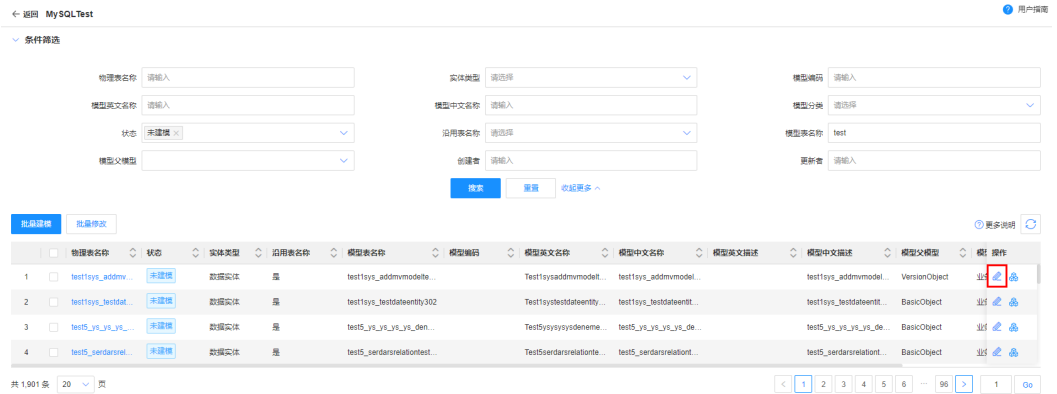 ← 返回 MySQLTest
? 用户指南
条件筛选
物理表名称 请输入 实体类型 请选择 模型编码 请输入
模型英文名称 请输入 模型中文名称 请输入 模型分类 请选择
状态 未建模 × 沿用表名称 请选择 模型表名称 test
模型父模型 创建者 请输入 更新者 请输入
搜索 重置 收起更多
批量建模 批量修改 ? 更多说明
物理表名称 状态 实体类型 沿用表名称 模型表名称 模型编码 模型英文名称 模型中文名称 模型英文描述 模型中文描述 模型父模型 模型 操作
1 test1sys_addmv... 未建模 数据实体 是 test1sys_addmvmodelte... Test1sysaddmvmodelt... test1sys_addmvmodel... test1sys_addmvmodel... VersionObject 业务
2 test1sys_testdat... 未建模 数据实体 是 test1sys_testdateentity302 Test1systestdateentity... test1sys_testdateentit... test1sys_testdateentit... BasicObject 业务
3 test5_ys_ys_ys_... 未建模 数据实体 是 test5_ys_ys_ys_ys_den... Test5ysysysysdeneme... test5_ys_ys_ys_ys_de... test5_ys_ys_ys_ys_de... BasicObject 业务
4 test5_serdarsrel... 未建模 数据实体 是 test5_serdarsrelationtest... Test5serdarsrelationte... test5_serdarsrelationt... test5_serdarsrelationt... BasicObject 业务
共 1,901 条 20 页 < 1 2 3 4 5 6 ··· 96 > 1 Go